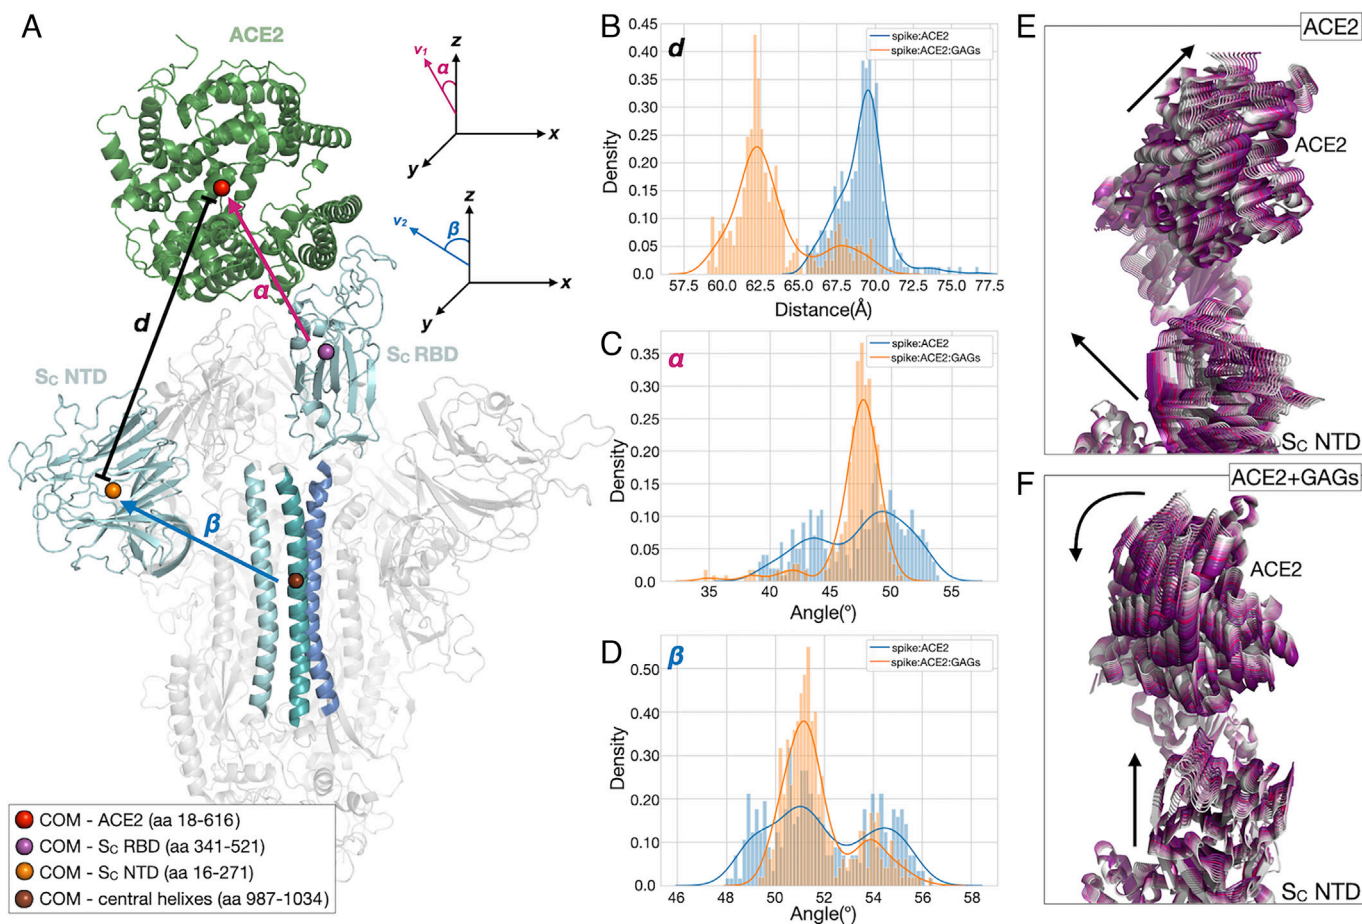 A
ACE2
v₁
α
z
x
y
v₂
β
z
x
y
d
α
Sc RBD
Sc NTD
β
COM - ACE2 (aa 18-616)
COM - Sc RBD (aa 341-521)
COM - Sc NTD (aa 16-271)
COM - central helixes (aa 987-1034)
B
d
spike:ACE2
spike:ACE2:GAGs
Density
0.45
0.40
0.35
0.30
0.25
0.20
0.15
0.10
0.05
0.0
57.5 60.0 62.5 65.0 67.5 70.0 72.5 75.0 77.5
Distance(Å)
C
α
spike:ACE2
spike:ACE2:GAGs
Density
0.35
0.30
0.25
0.20
0.15
0.10
0.05
0.0
35 40 45 50 55
Angle(°)
D
β
spike:ACE2
spike:ACE2:GAGs
Density
0.50
0.40
0.30
0.20
0.10
0.0
46 48 50 52 54 56 58
Angle(°)
E
ACE2
ACE2
Sc NTD
F
ACE2+GAGs
ACE2
Sc NTD